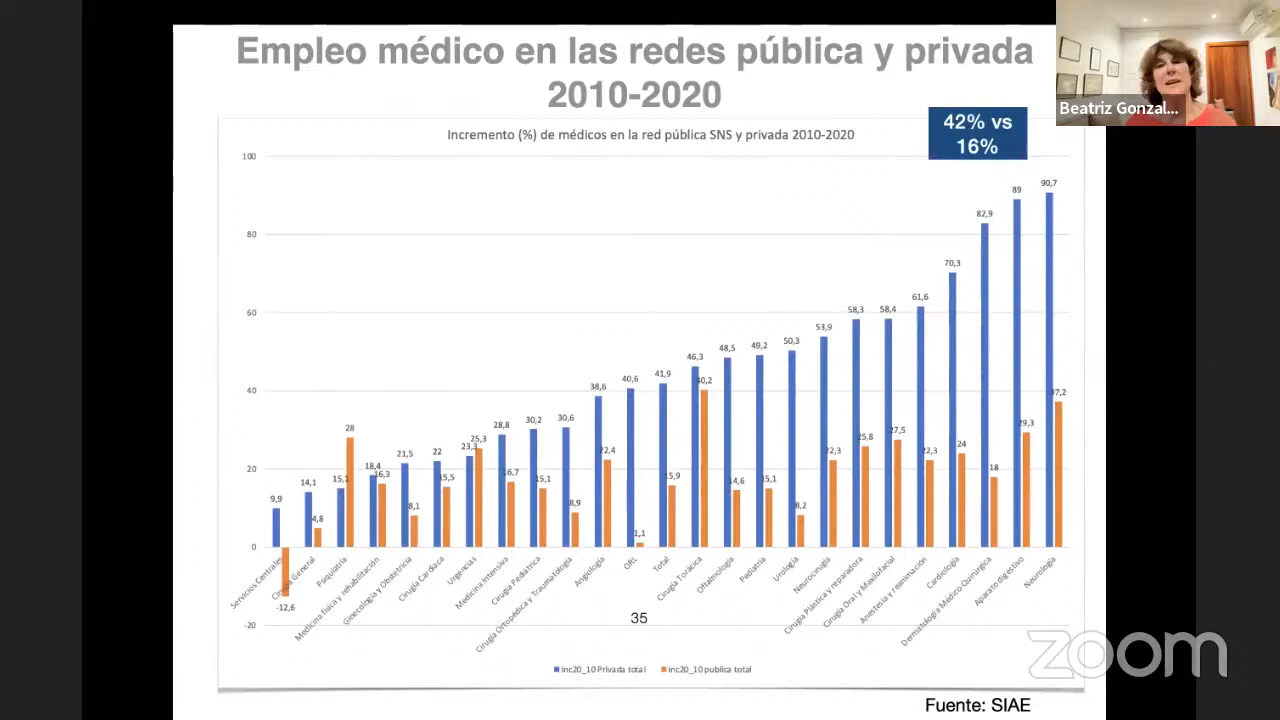 Empleo médico en las redes pública y privada
2010-2020
Beatriz Gonzal...
42% vs
16%
Incremento (%) de médicos en la red pública SNS y privada 2010-2020
100
80
60
40
20
0
-20
9,9
-12,6
14,1
4,8
15,1
28
18,4
16,3
21,5
8,1
22
15,5
23,3
25,3
28,8
16,7
30,2
15,1
30,6
8,9
38,6
22,4
40,6
1,1
41,9
15,9
46,3
40,2
48,5
14,6
49,2
15,1
50,3
8,2
53,9
22,3
58,3
25,8
58,4
27,5
61,6
22,3
70,3
24
82,9
18
89
29,3
90,7
37,2
Servicios Centrales
Cirugía General
Psiquiatría
Medicina física y rehabilitación
Ginecología y Obstetricia
Cirugía Cardiaca
Urgencias
Medicina Intensiva
Cirugía Pediatrica
Cirugía Ortopédica y Traumatología
Angiología
ORL
Total
Cirugía Torácica
Oftalmología
Pediatría
Urología
Neurocirugía
Cirugía Plástica y reparadora
Cirugía Oral y Maxilofacial
Anestesia y reanimación
Cardiología
Dermatología Médico Quirúrgica
Aparato digestivo
Neurología
35
inc20_10 Privada total
inc20_10 publica total
zoom
Fuente: SIAE